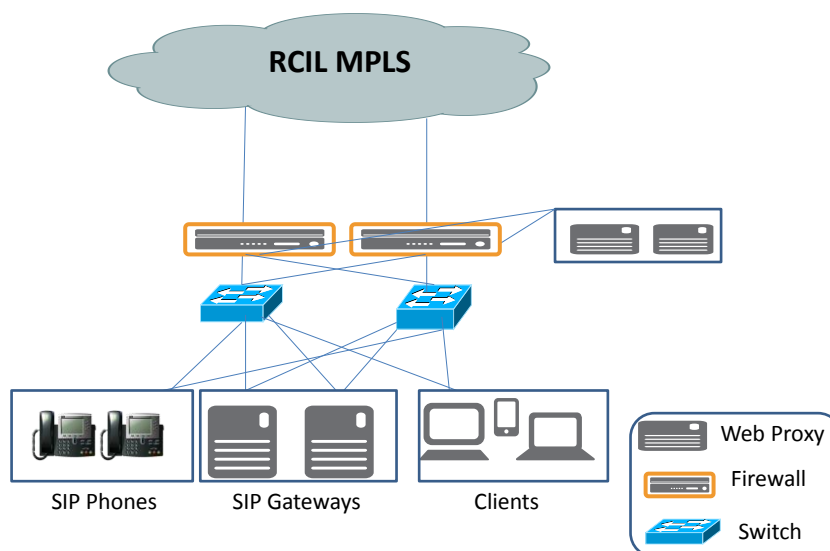 RCIL MPLS
SIP Phones
SIP Gateways
Clients
Web Proxy
Firewall
Switch